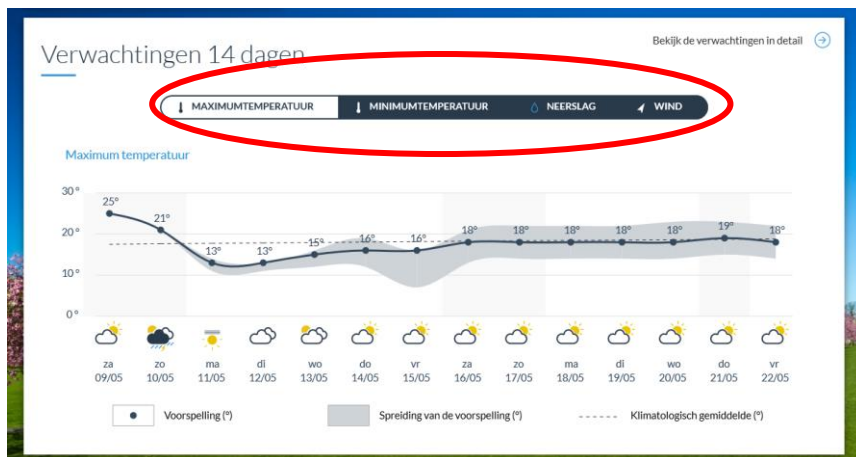 Bekijk de verwachtingen in detail
Verwachtingen 14 dagen
MAXIMUMTEMPERATUUR MINIMUMTEMPERATUUR NEERSLAG WIND
Maximum temperatuur
30°
20°
10°
0°
25° 21° 13° 13° 15° 16° 16° 18° 18° 18° 18° 18° 19° 18°
za zo ma di wo do vr za zo ma di wo do vr
09/05 10/05 11/05 12/05 13/05 14/05 15/05 16/05 17/05 18/05 19/05 20/05 21/05 22/05
Voorspelling (°) Spreiding van de voorspelling (°) Klimatologisch gemiddelde (°)